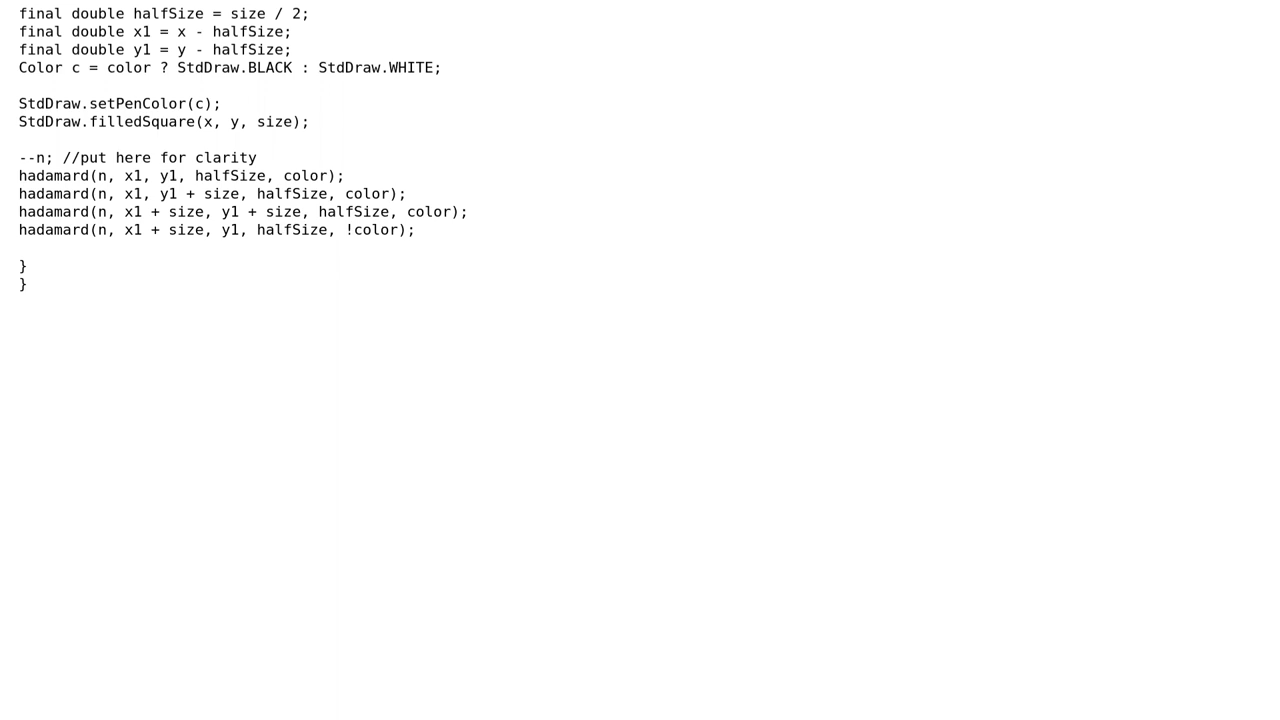 final double halfSize = size / 2;
final double x1 = x - halfSize;
final double y1 = y - halfSize;
Color c = color ? StdDraw.BLACK : StdDraw.WHITE;
StdDraw.setPenColor(c);
StdDraw.filledSquare(x, y, size);
--n; //put here for clarity
hadamard(n, x1, y1, halfSize, color);
hadamard(n, x1, y1 + size, halfSize, color);
hadamard(n, x1 + size, y1 + size, halfSize, color);
hadamard(n, x1 + size, y1, halfSize, !color);
}
}